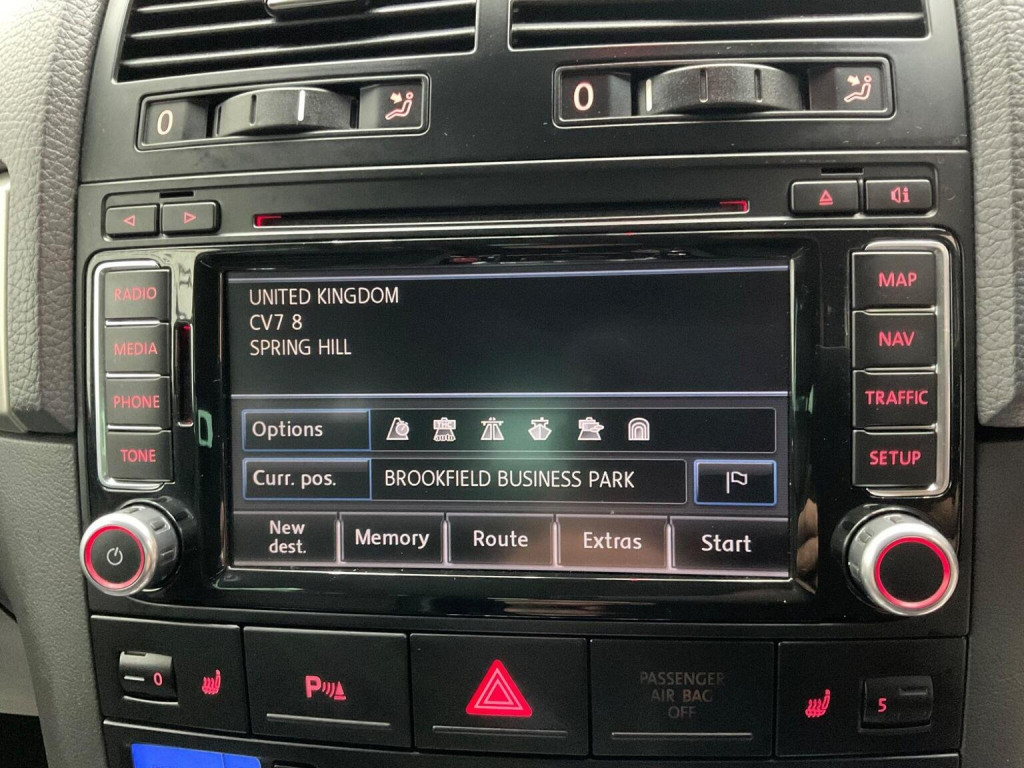 0
0
RADIO
MEDIA
PHONE
TONE
UNITED KINGDOM
CV7 8
SPRING HILL
Options
Curr. pos.
BROOKFIELD BUSINESS PARK
New
dest.
Memory
Route
Extras
Start
MAP
NAV
TRAFFIC
SETUP
0
P
PASSENGER
AIR BAG
OFF
5